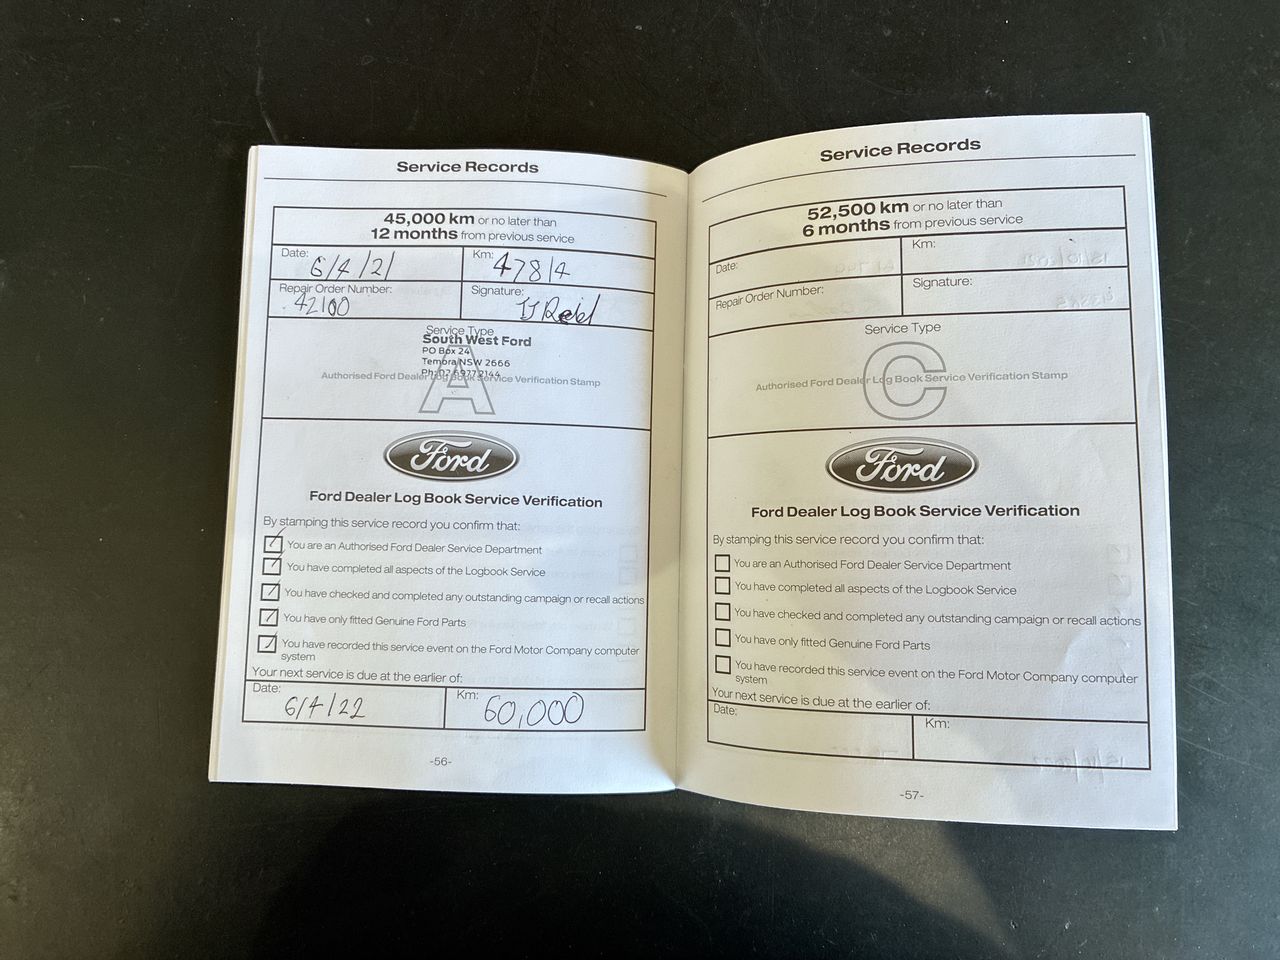 Service Records
45,000 km or no later than
12 months from previous service
Date: 6/4/21
Km: 47814
Repair Order Number: 42100
Signature:
Service Type
South West Ford
PO Box 24
Temora NSW 2666
Ph: 02 6977 2144
Authorised Ford Dealer Log Book Service Verification Stamp
A
Ford
Ford Dealer Log Book Service Verification
By stamping this service record you confirm that:
You are an Authorised Ford Dealer Service Department
You have completed all aspects of the Logbook Service
You have checked and completed any outstanding campaign or recall actions
You have only fitted Genuine Ford Parts
You have recorded this service event on the Ford Motor Company computer
system
Your next service is due at the earlier of:
Date: 6/4/22
Km: 60,000
-56-
Service Records
52,500 km or no later than
6 months from previous service
Date:
Km:
Repair Order Number:
Signature:
Service Type
Authorised Ford Dealer Log Book Service Verification Stamp
C
Ford
Ford Dealer Log Book Service Verification
By stamping this service record you confirm that:
You are an Authorised Ford Dealer Service Department
You have completed all aspects of the Logbook Service
You have checked and completed any outstanding campaign or recall actions
You have only fitted Genuine Ford Parts
You have recorded this service event on the Ford Motor Company computer
system
Your next service is due at the earlier of:
Date:
Km:
-57-